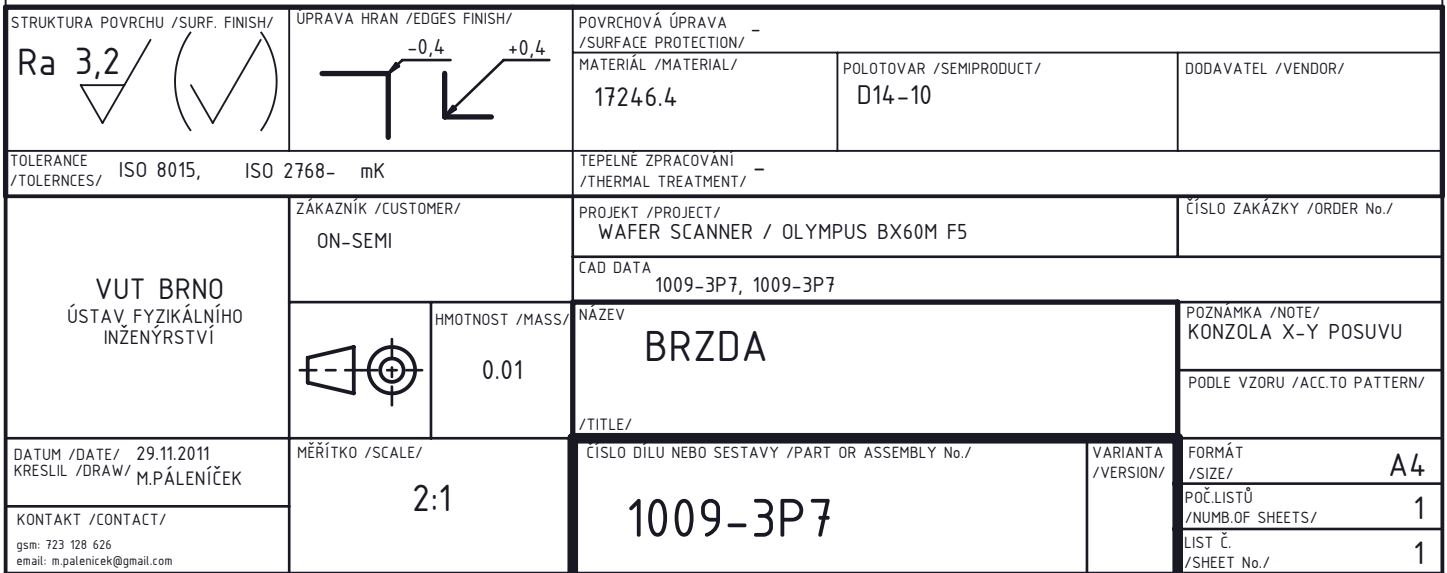 STRUKTURA POVRCHU /SURF. FINISH/
Ra 3,2
ÚPRAVA HRAN /EDGES FINISH/
-0,4
+0,4
POVRCHOVÁ ÚPRAVA
/SURFACE PROTECTION/ -
MATERIÁL /MATERIAL/
17246.4
POLOTOVAR /SEMIPRODUCT/
D14-10
DODAVATEL /VENDOR/
TOLERANCE
/TOLERNCES/ ISO 8015, ISO 2768- mK
TEPELNÉ ZPRACOVÁNÍ
/THERMAL TREATMENT/ -
VUT BRNO
ÚSTAV FYZIKÁLNÍHO
INŽENÝRSTVÍ
ZÁKAZNÍK /CUSTOMER/
ON-SEMI
PROJEKT /PROJECT/
WAFER SCANNER / OLYMPUS BX60M F5
ČÍSLO ZAKÁZKY /ORDER No./
CAD DATA
1009-3P7, 1009-3P7
HMOTNOST /MASS/
0.01
NÁZEV
BRZDA
/TITLE/
POZNÁMKA /NOTE/
KONZOLA X-Y POSUVU
PODLE VZORU /ACC.TO PATTERN/
DATUM /DATE/ 29.11.2011
KRESLIL /DRAW/ M.PÁLENÍČEK
KONTAKT /CONTACT/
gsm: 723 128 626
email: m.palenicek@gmail.com
MĚŘÍTKO /SCALE/
2:1
ČÍSLO DÍLU NEBO SESTAVY /PART OR ASSEMBLY No./
1009-3P7
VARIANTA
/VERSION/
FORMÁT
/SIZE/ A4
POČ.LISTŮ
/NUMB.OF SHEETS/ 1
LIST Č.
/SHEET No./ 1